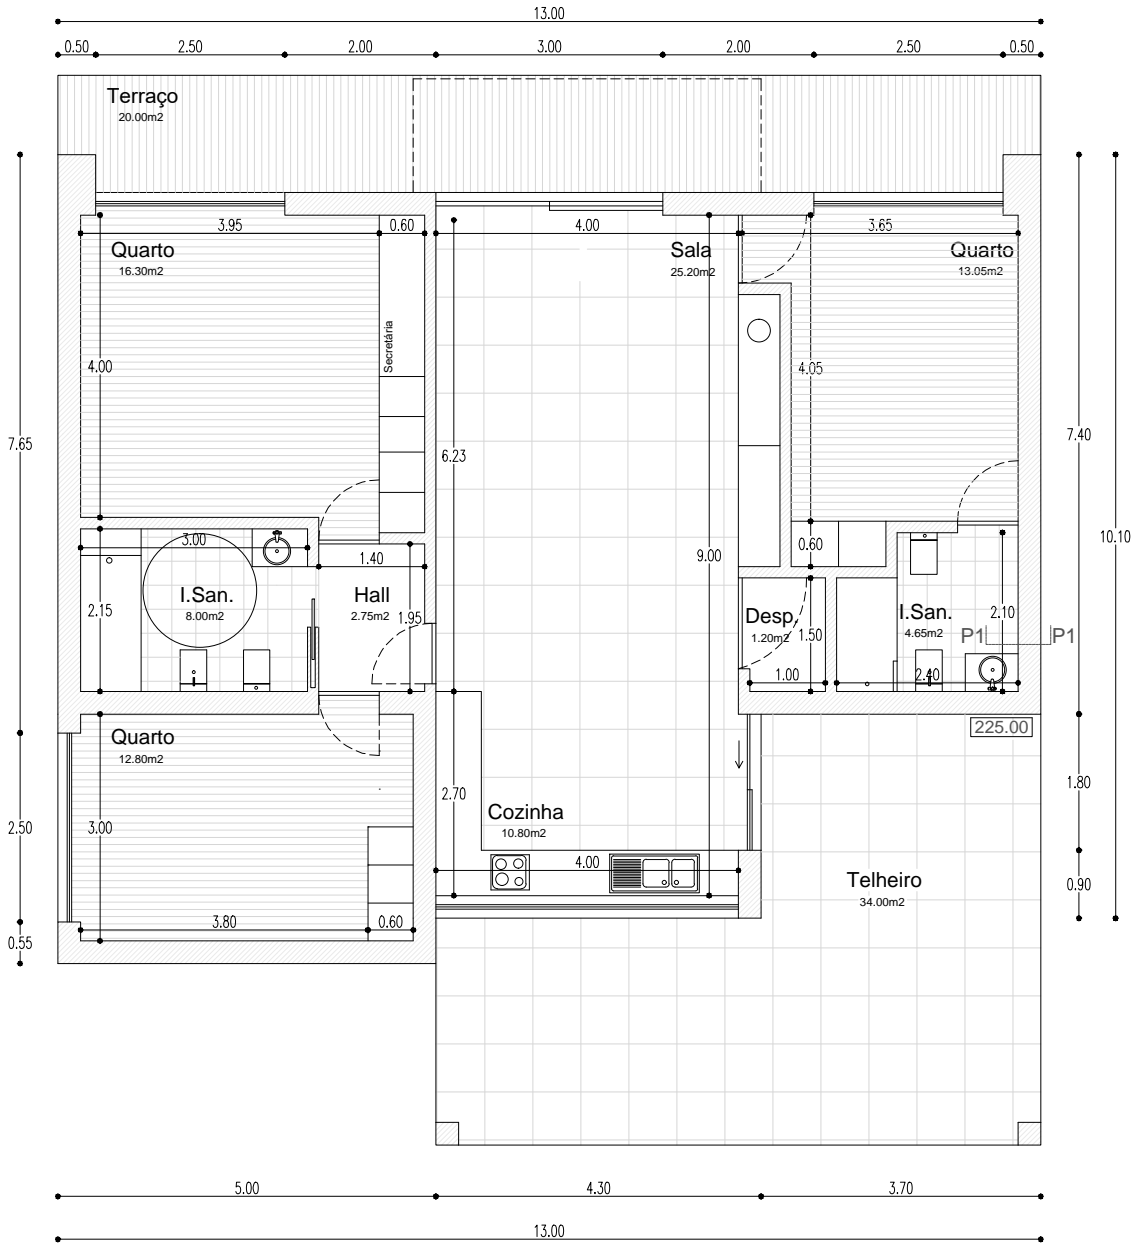 13.00
0.50 2.50 2.00 3.00 2.00 2.50 0.50
Terraço
20.00m2
3.95 0.60 4.00 3.65
Quarto
16.30m2
Sala
25.20m2
Quarto
13.05m2
Secretária
4.00
4.05
7.65
6.23
7.40
9.00
10.10
3.00
1.40
0.60
I.San.
8.00m2
Hall
2.75m2
2.15
1.95
Desp.
1.20m2
1.50
I.San.
4.65m2
2.10
P1 P1
1.00
2.40
225.00
Quarto
12.80m2
2.50
3.00
2.70
1.80
Cozinha
10.80m2
4.00
Telheiro
34.00m2
0.90
3.80 0.60
0.55
5.00 4.30 3.70
13.00